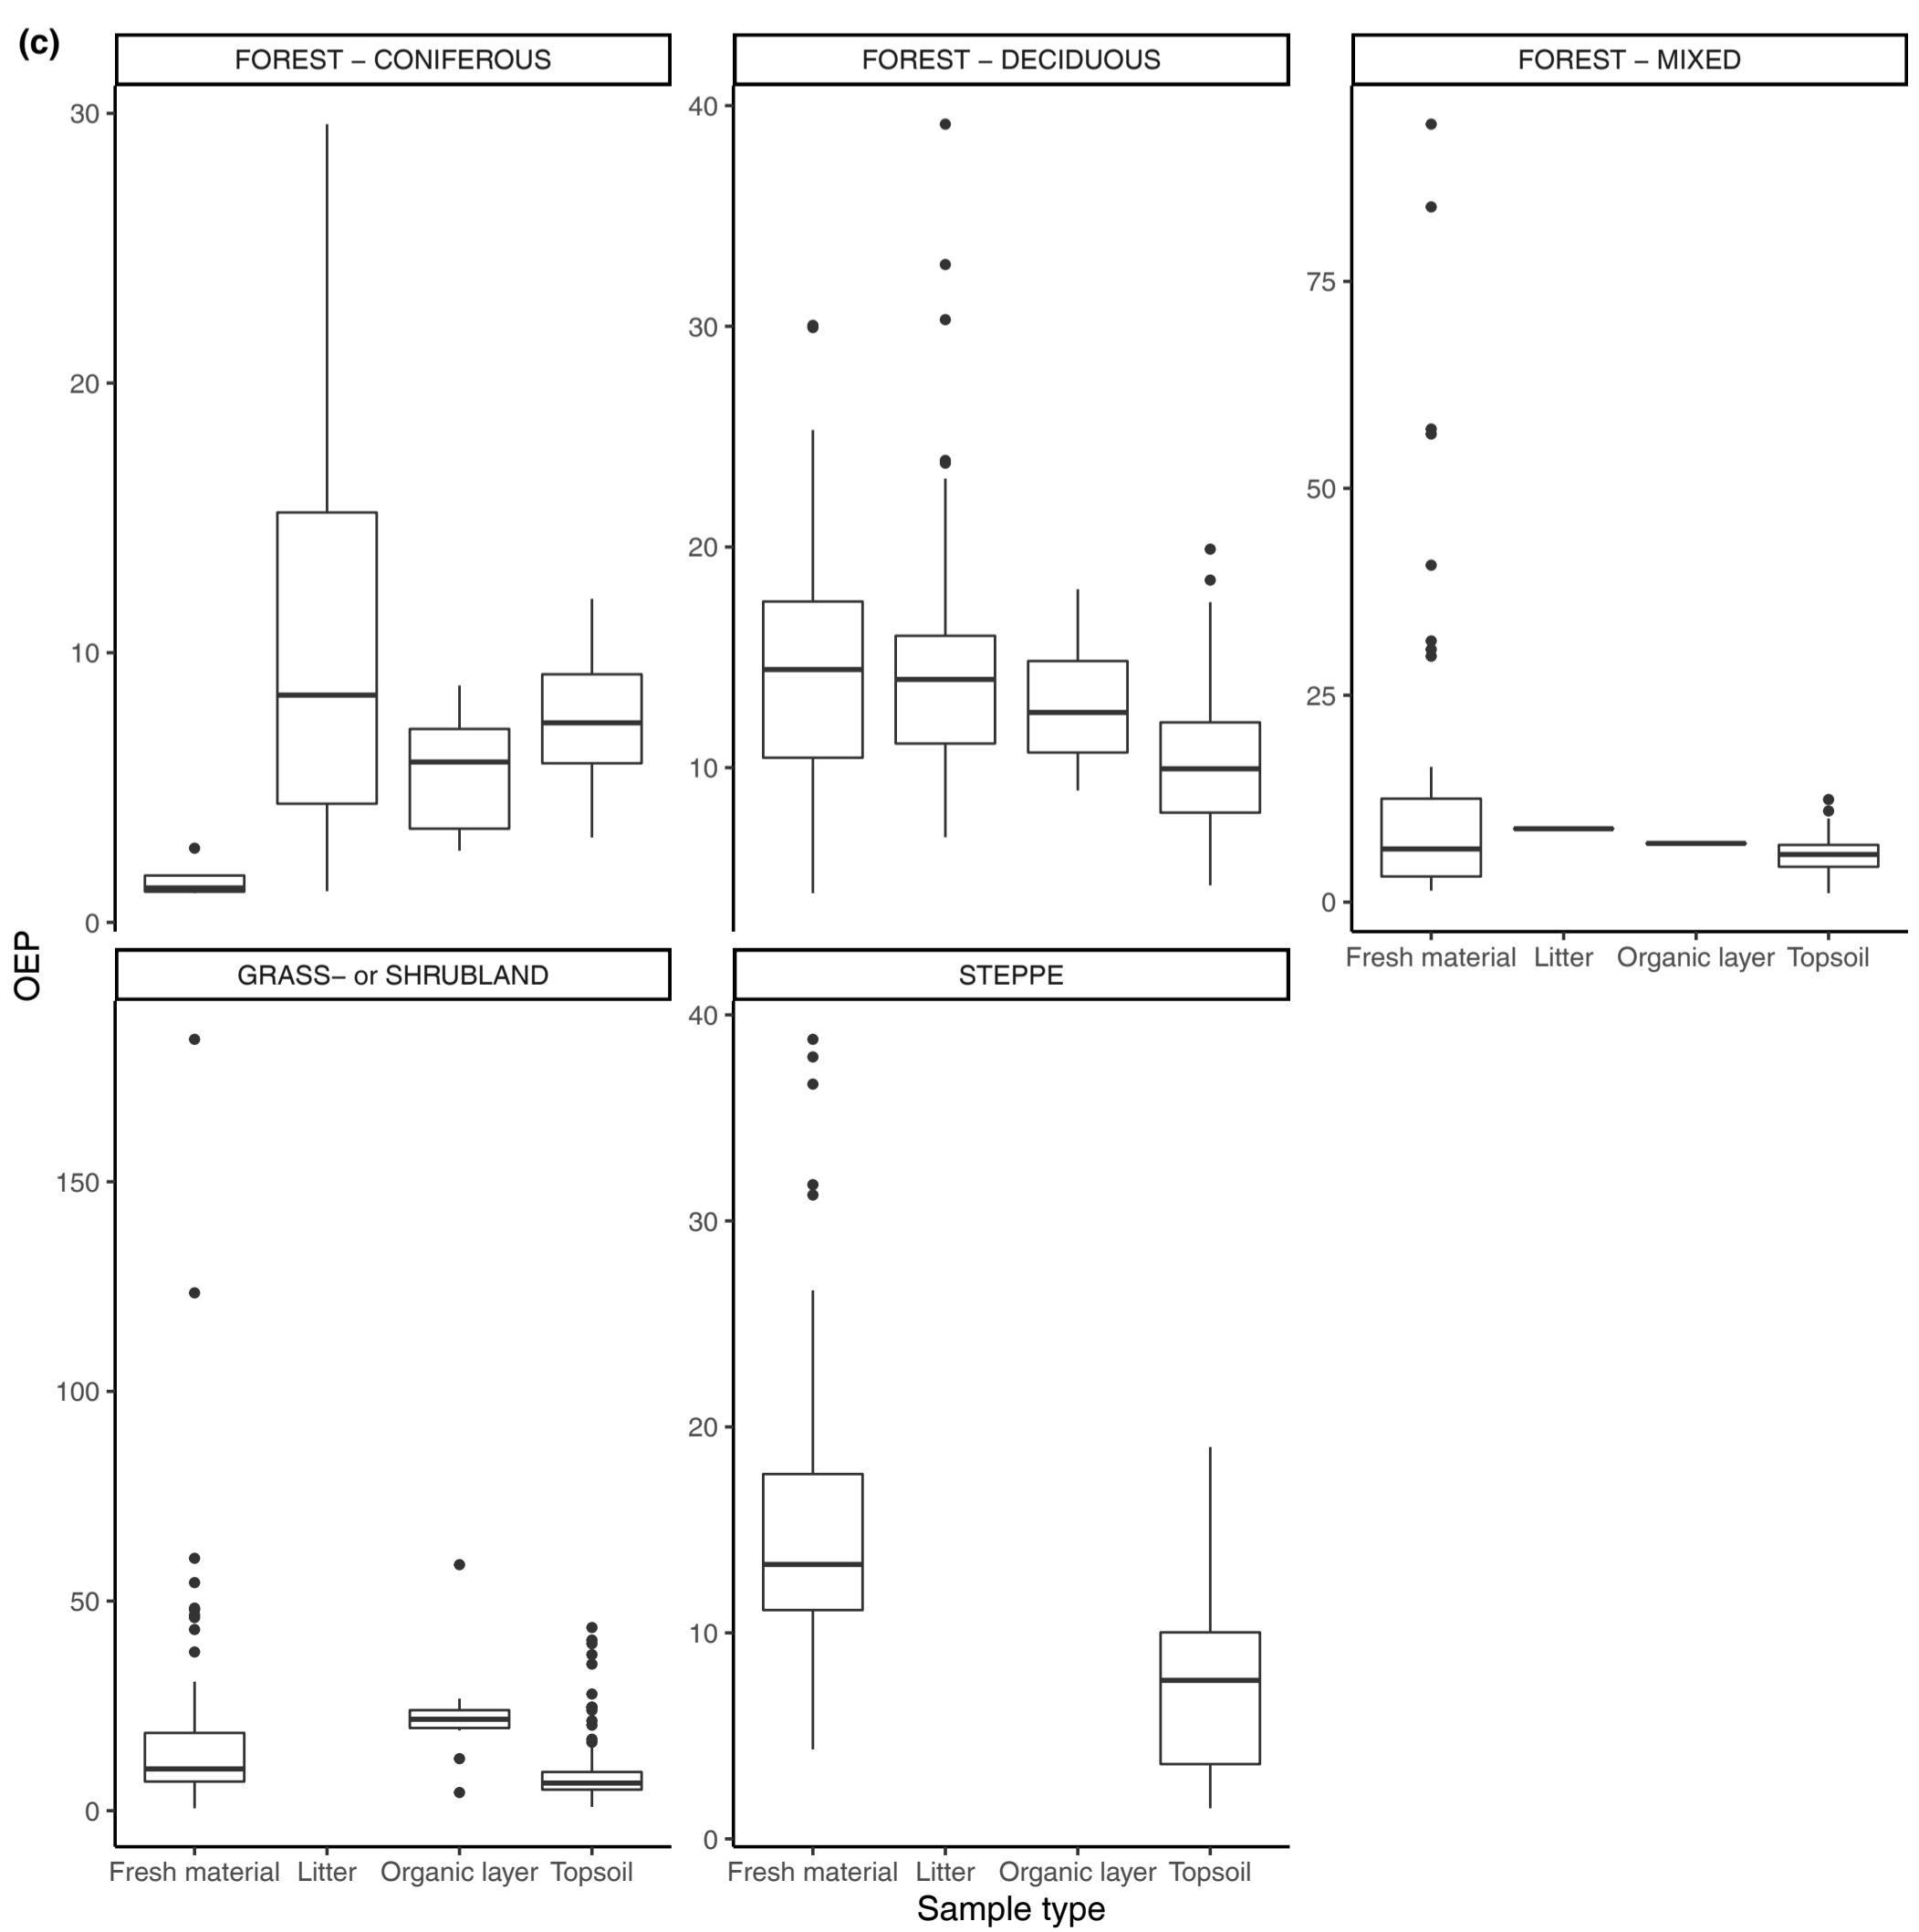 (c)
FOREST – CONIFEROUS
30
20
10
0
FOREST – DECIDUOUS
40
30
20
10
FOREST – MIXED
75
50
25
0
Fresh material Litter Organic layer Topsoil
OEP
GRASS– or SHRUBLAND
150
100
50
0
Fresh material Litter Organic layer Topsoil
STEPPE
40
30
20
10
0
Fresh material Litter Organic layer Topsoil
Sample type